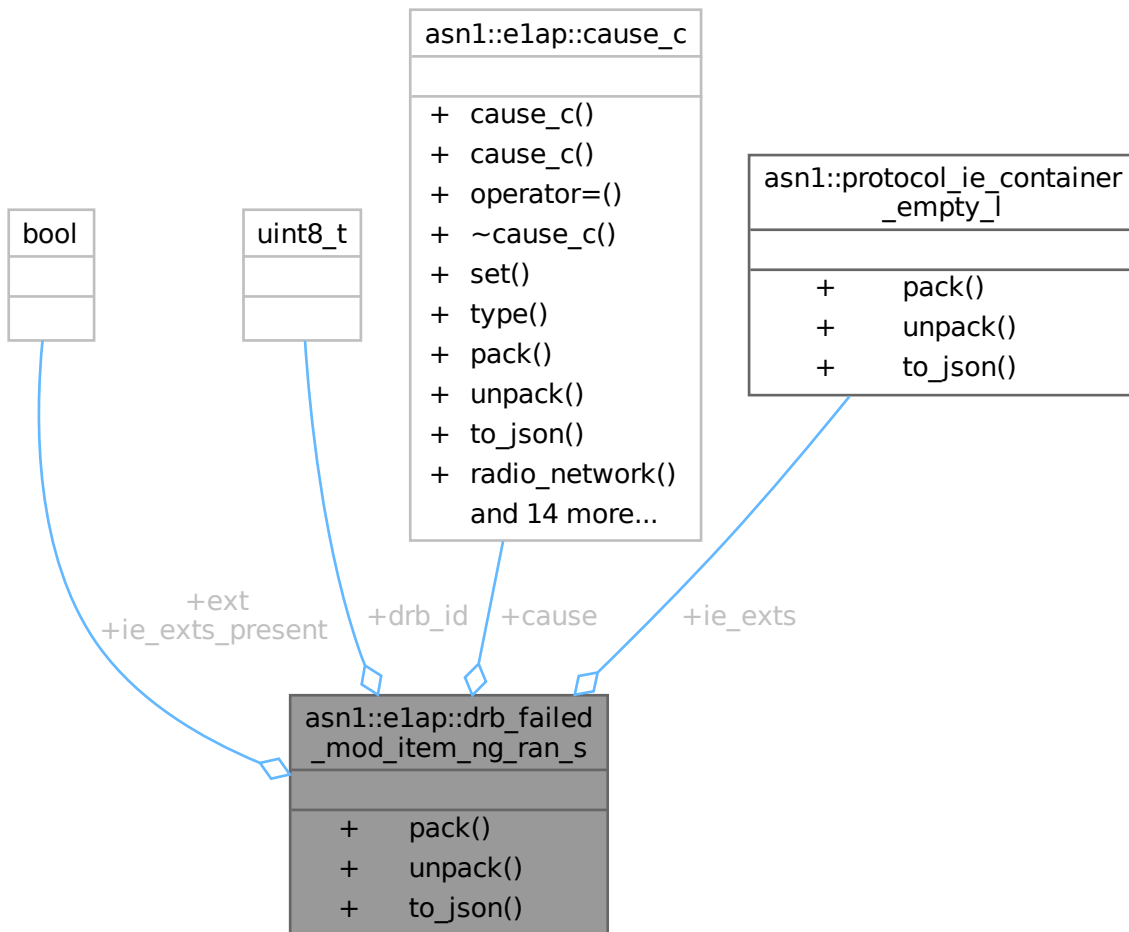 asn1::e1ap::cause_c
+ cause_c()
+ cause_c()
+ operator=()
+ ~cause_c()
+ set()
+ type()
+ pack()
+ unpack()
+ to_json()
+ radio_network()
and 14 more...
asn1::protocol_ie_container
_empty_l
+ pack()
+ unpack()
+ to_json()
bool
uint8_t
+ext
+ie_exts_present
+drb_id
+cause
+ie_exts
asn1::e1ap::drb_failed
_mod_item_ng_ran_s
+ pack()
+ unpack()
+ to_json()